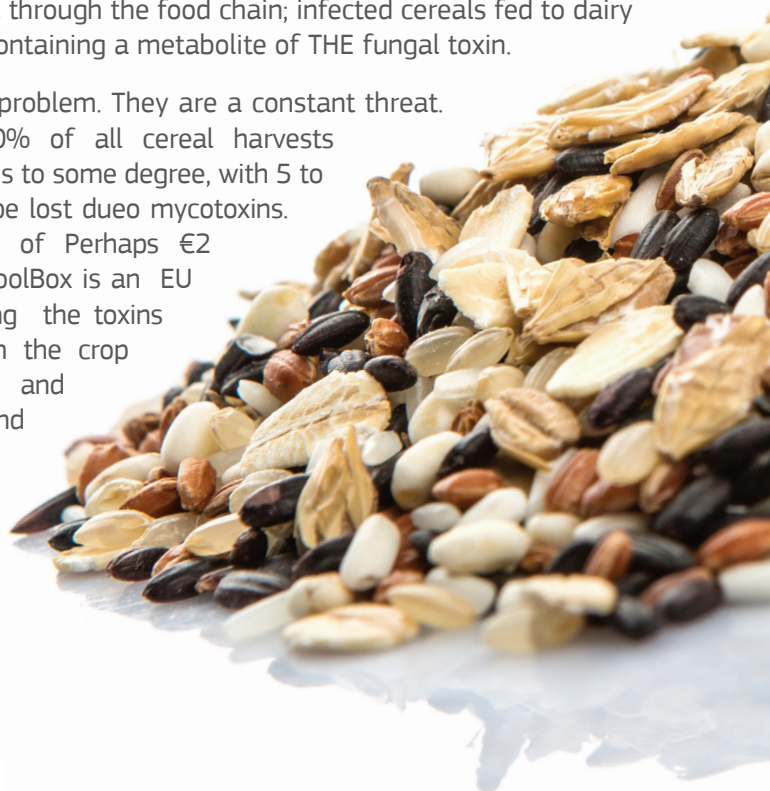 through the food chain; infected cereals fed to dairy
ontaining a metabolite of THE fungal toxin.
problem. They are a constant threat.
0% of all cereal harvests
s to some degree, with 5 to
be lost dueo mycotoxins.
of Perhaps €2
oolBox is an EU
ng the toxins
the crop
and
nd